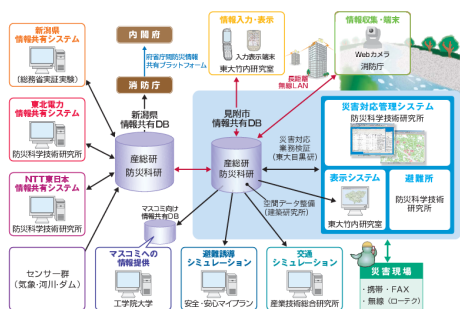 新潟県
情報共有システム
(総務省実証実験)
東北電力
情報共有システム
防災科学技術研究所
NTT東日本
情報共有システム
防災科学技術研究所
センサー群
(気象・河川・ダム)
内閣府
府省庁間防災情報
共有プラットフォーム
消防庁
新潟県
情報共有DB
産総研
防災科研
情報入力・表示
入力表示端末
東大竹内研究室
情報収集・端末
Webカメラ
消防庁
長距離
無線LAN
見附市
情報共有DB
産総研
防災科研
災害対応
業務検証
(東大目黒研)
空間データ整備
(建築研究所)
災害対応管理システム
防災科学技術研究所
表示システム
東大竹内研究室
避難所
防災科学技術
研究所
マスコミ向け
情報共有DB
マスコミへの
情報提供
工学院大学
避難誘導
シミュレーション
安全・安心マイプラン
交通
シミュレーション
産業技術総合研究所
災害現場
・携帯・FAX
・無線(ローテク)